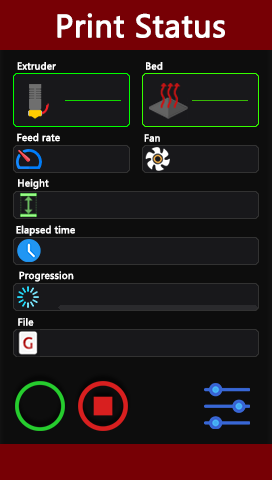 Print Status
Extruder
Bed
Feed rate
Fan
Height
Elapsed time
Progression
File
G